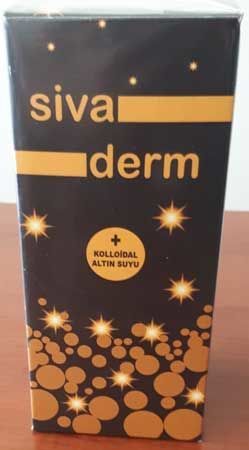 siva
derm
+
KOLLOİDAL
ALTIN SUYU